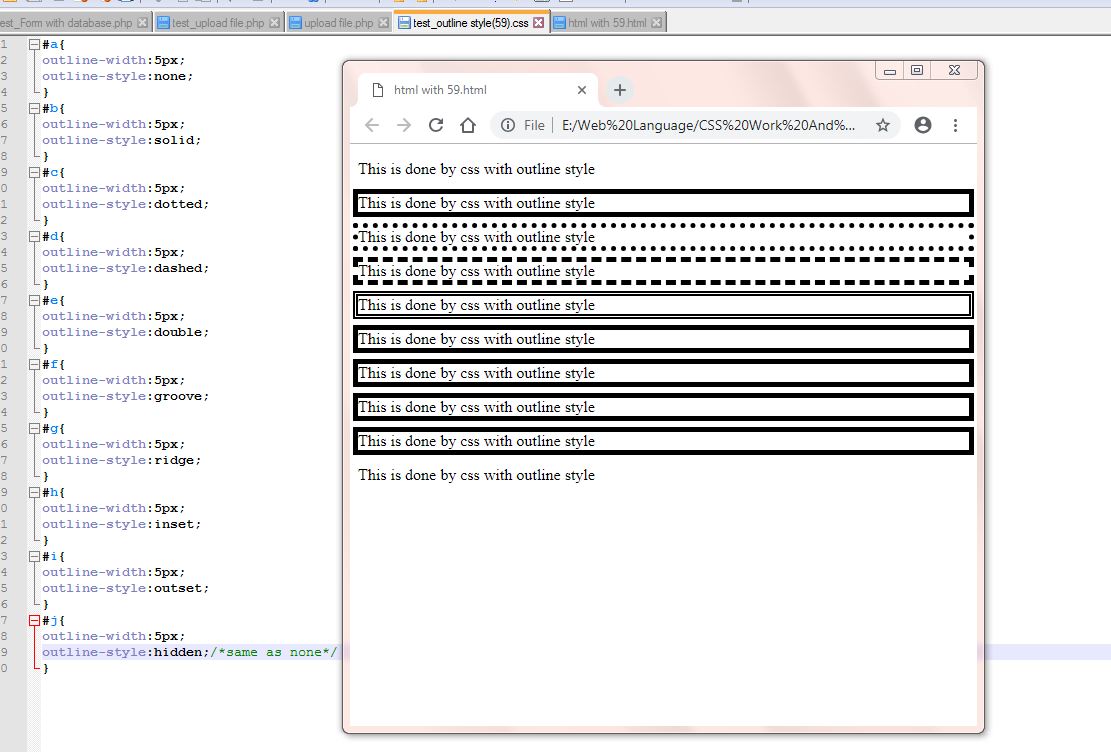 est_Form with database.php test_upload file.php upload file.php test_outline style(59).css html with 59.html
1 #a{
2 outline-width:5px;
3 outline-style:none;
4 }
5 #b{
6 outline-width:5px;
7 outline-style:solid;
8 }
9 #c{
0 outline-width:5px;
1 outline-style:dotted;
2 }
3 #d{
4 outline-width:5px;
5 outline-style:dashed;
6 }
7 #e{
8 outline-width:5px;
9 outline-style:double;
0 }
1 #f{
2 outline-width:5px;
3 outline-style:groove;
4 }
5 #g{
6 outline-width:5px;
7 outline-style:ridge;
8 }
9 #h{
0 outline-width:5px;
1 outline-style:inset;
2 }
3 #i{
4 outline-width:5px;
5 outline-style:outset;
6 }
7 #j{
8 outline-width:5px;
9 outline-style:hidden;/*same as none*/
0 }
html with 59.html
File E:/Web%20Language/CSS%20Work%20And%...
This is done by css with outline style
This is done by css with outline style
This is done by css with outline style
This is done by css with outline style
This is done by css with outline style
This is done by css with outline style
This is done by css with outline style
This is done by css with outline style
This is done by css with outline style
This is done by css with outline style